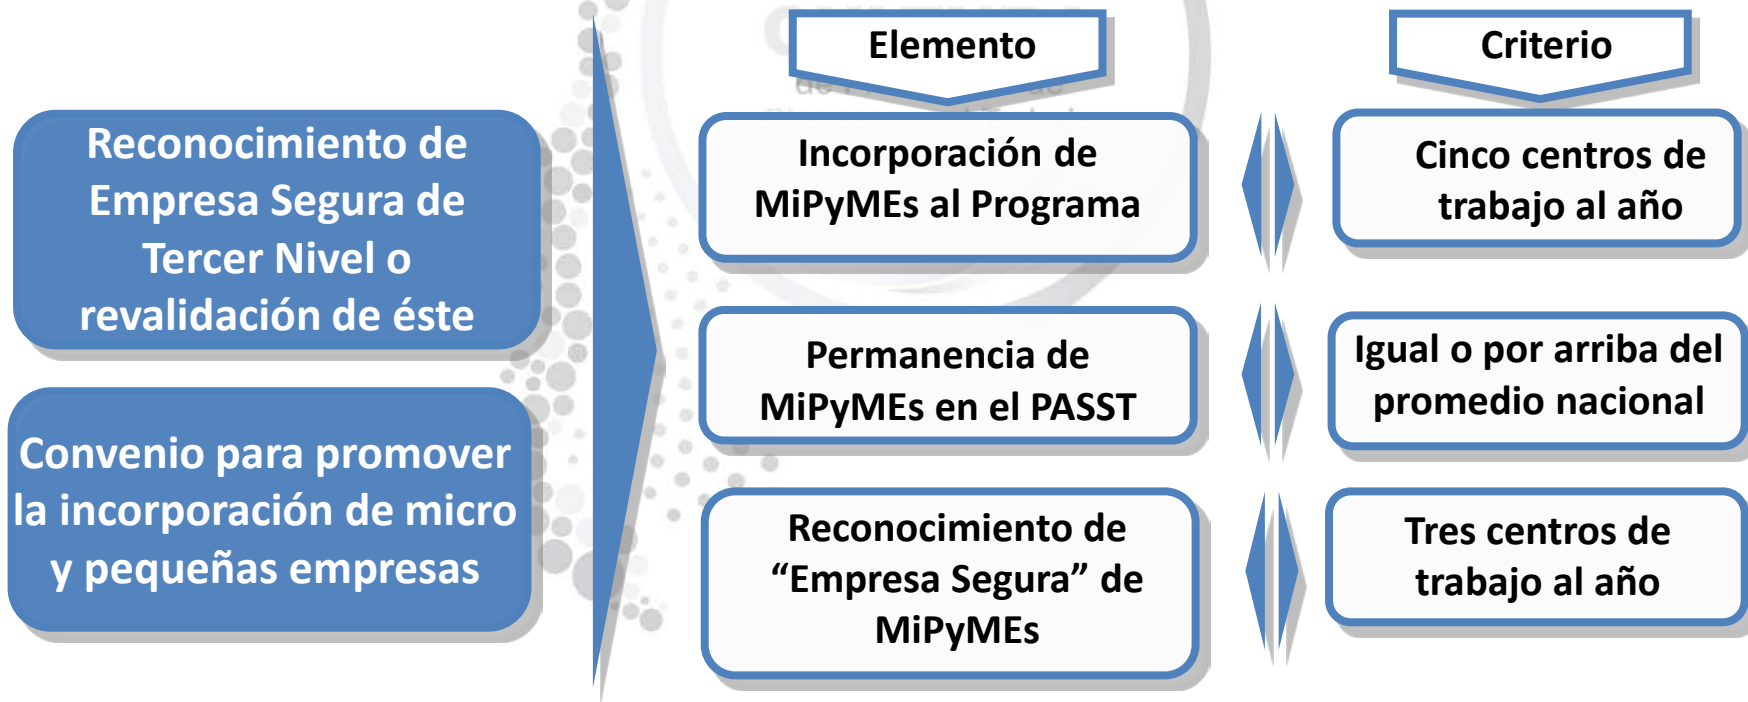 Reconocimiento de
Empresa Segura de
Tercer Nivel o
revalidación de éste
Convenio para promover
la incorporación de micro
y pequeñas empresas
Elemento
Criterio
Incorporación de
MiPyMEs al Programa
Cinco centros de
trabajo al año
Permanencia de
MiPyMEs en el PASST
Igual o por arriba del
promedio nacional
Reconocimiento de
“Empresa Segura” de
MiPyMEs
Tres centros de
trabajo al año